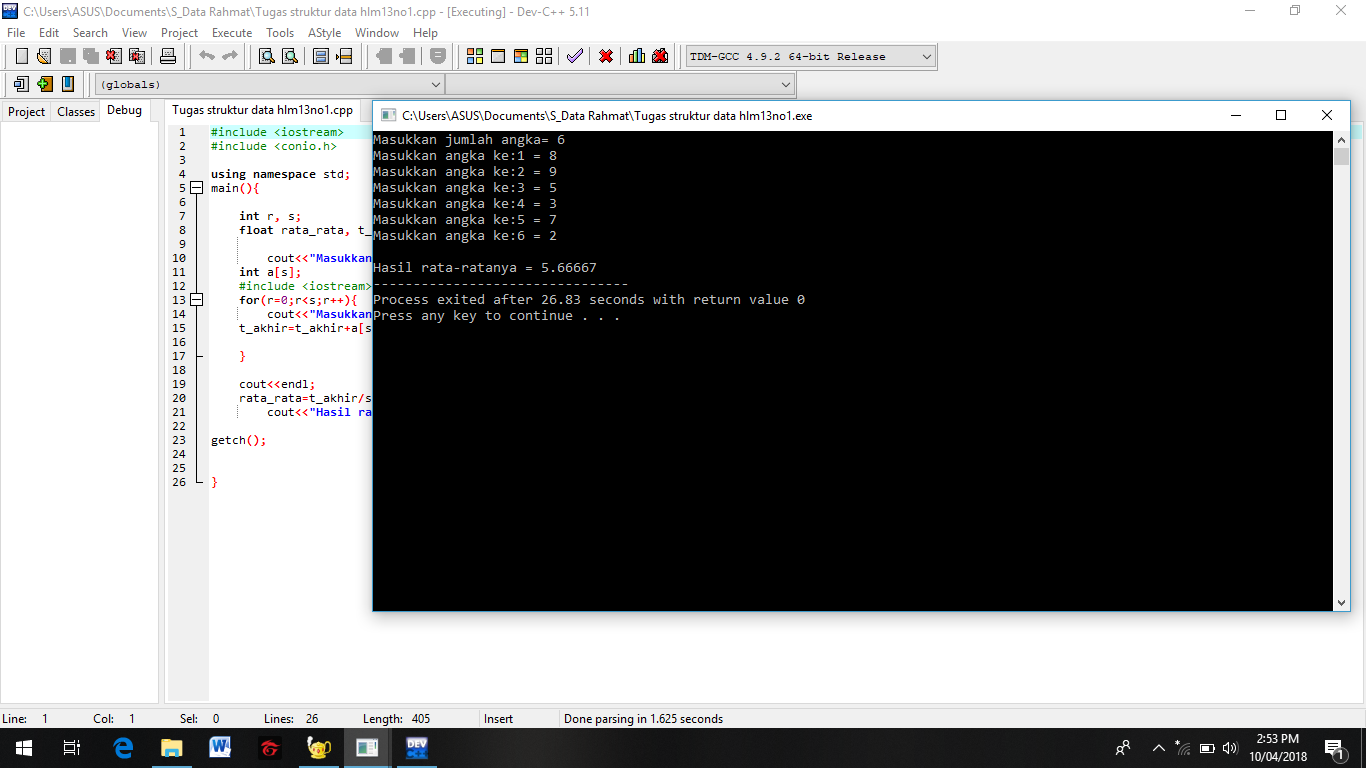 C:\Users\ASUS\Documents\S_Data Rahmat\Tugas struktur data hlm13no1.cpp - [Executing] - Dev-C++ 5.11
File Edit Search View Project Execute Tools AStyle Window Help
TDM-GCC 4.9.2 64-bit Release
(globals)
Project Classes Debug
Tugas struktur data hlm13no1.cpp
1 #include <iostream>
2 #include <conio.h>
3
4 using namespace std;
5 main(){
6
7 int r, s;
8 float rata_rata, t_
9
10 cout<<"Masukkan
11 int a[s];
12 #include <iostream>
13 for(r=0;r<s;r++){
14 cout<<"Masukkan
15 t_akhir=t_akhir+a[s
16
17 }
18
19 cout<<endl;
20 rata_rata=t_akhir/s
21 cout<<"Hasil ra
22
23 getch();
24
25
26 }
C:\Users\ASUS\Documents\S_Data Rahmat\Tugas struktur data hlm13no1.exe
Masukkan jumlah angka= 6
Masukkan angka ke:1 = 8
Masukkan angka ke:2 = 9
Masukkan angka ke:3 = 5
Masukkan angka ke:4 = 3
Masukkan angka ke:5 = 7
Masukkan angka ke:6 = 2
Hasil rata-ratanya = 5.66667
--------------------------------
Process exited after 26.83 seconds with return value 0
Press any key to continue . . .
Line: 1 Col: 1 Sel: 0 Lines: 26 Length: 405 Insert Done parsing in 1.625 seconds
DEV
2:53 PM
10/04/2018
1